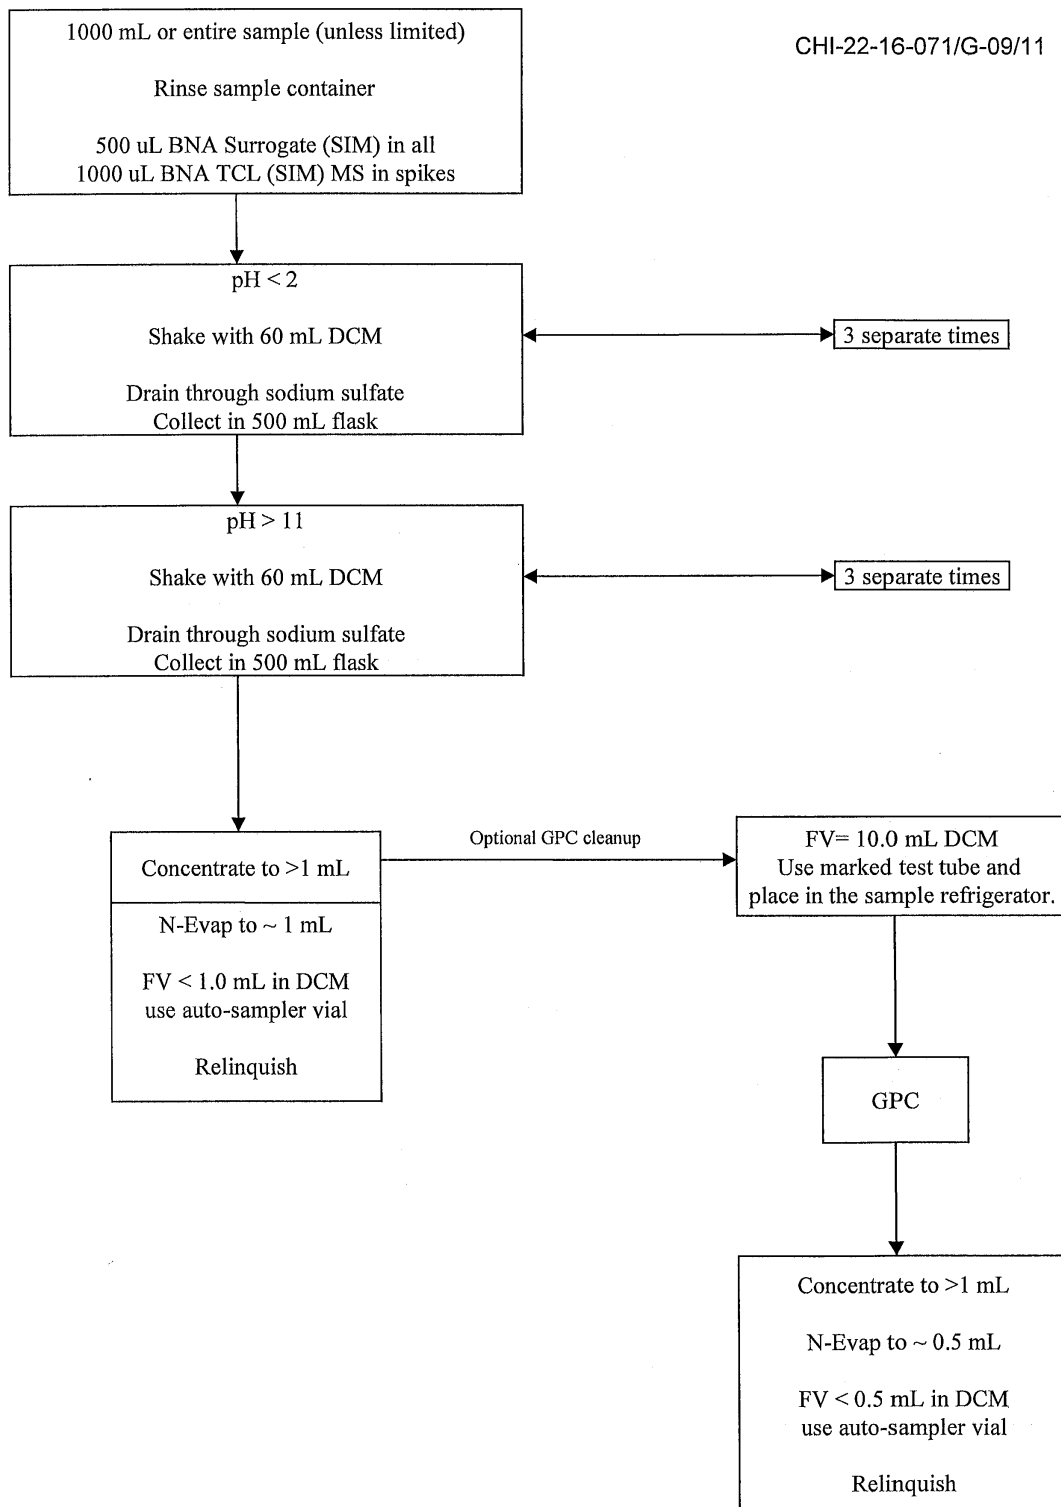 CHI-22-16-071/G-09/11
1000 mL or entire sample (unless limited)
Rinse sample container
500 uL BNA Surrogate (SIM) in all
1000 uL BNA TCL (SIM) MS in spikes
pH < 2
Shake with 60 mL DCM
Drain through sodium sulfate
Collect in 500 mL flask
3 separate times
pH > 11
Shake with 60 mL DCM
Drain through sodium sulfate
Collect in 500 mL flask
3 separate times
Concentrate to >1 mL
N-Evap to ~ 1 mL
FV < 1.0 mL in DCM
use auto-sampler vial
Relinquish
Optional GPC cleanup
FV= 10.0 mL DCM
Use marked test tube and
place in the sample refrigerator.
GPC
Concentrate to >1 mL
N-Evap to ~ 0.5 mL
FV < 0.5 mL in DCM
use auto-sampler vial
Relinquish